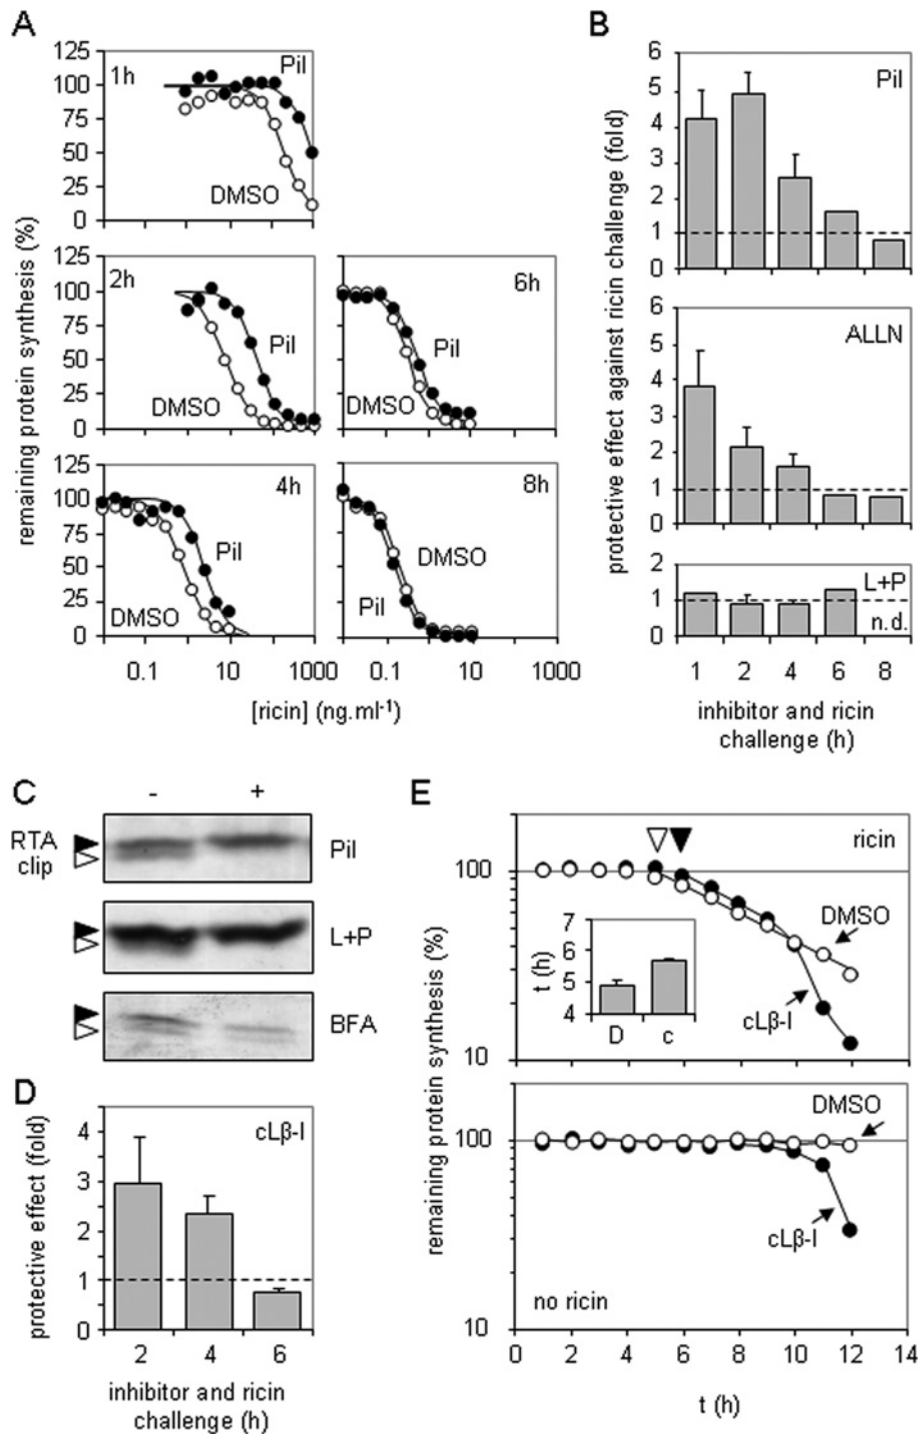 A
125
100
75
50
25
0
1h
Pil
DMSO
125
100
75
50
25
0
2h
Pil
DMSO
6h
Pil
DMSO
125
100
75
50
25
0
4h
Pil
DMSO
8h
DMSO
Pil
0.1
10
1000
0.1
10
1000
remaining protein synthesis (%)
[ricin] (ng.ml-1)
B
6
5
4
3
2
1
0
Pil
6
5
4
3
2
1
0
ALLN
2
1
0
L+P
n.d.
1 2 4 6 8
protective effect against ricin challenge (fold)
inhibitor and ricin
challenge (h)
C
- +
RTA
clip
Pil
L+P
BFA
D
4
3
2
1
0
cLβ-I
2 4 6
protective effect (fold)
inhibitor and ricin
challenge (h)
E
100
10
ricin
DMSO
cLβ-I
7
6
5
4
t (h)
D c
100
10
DMSO
cLβ-I
no ricin
0 2 4 6 8 10 12 14
remaining protein synthesis (%)
t (h)